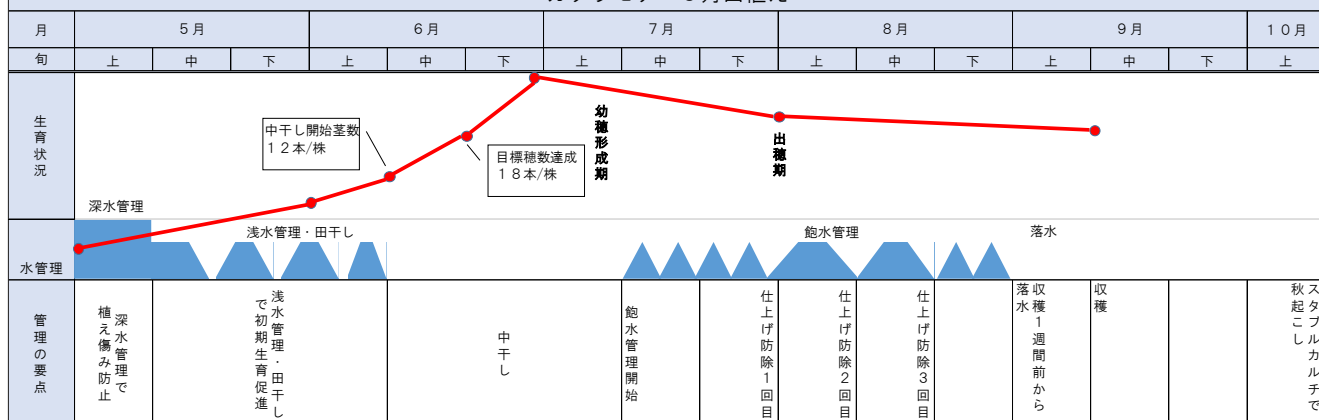 月
5月
6月
7月
8月
9月
10月
旬
上
中
下
上
中
下
上
中
下
上
中
下
上
中
下
上
生育状況
中干し開始茎数
12本/株
目標穂数達成
18本/株
幼穂形成期
出穂期
深水管理
浅水管理・田干し
飽水管理
落水
水管理
管理の要点
深水管理で
植え傷み防止
浅水管理・田干し
で初期生育促進
中干し
飽水管理開始
仕上げ防除1回目
仕上げ防除2回目
仕上げ防除3回目
収穫1週間前から
落水
収穫
スタブルカルチで
秋起こし